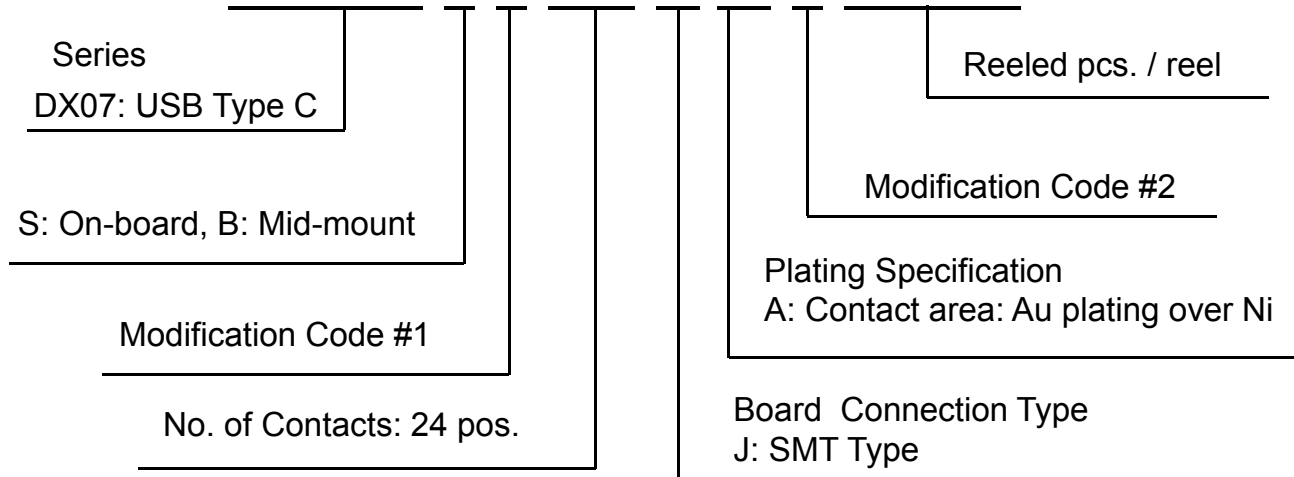 Series
DX07: USB Type C
S: On-board, B: Mid-mount
Modification Code #1
No. of Contacts: 24 pos.
Reeled pcs. / reel
Modification Code #2
Plating Specification
A: Contact area: Au plating over Ni
Board Connection Type
J: SMT Type